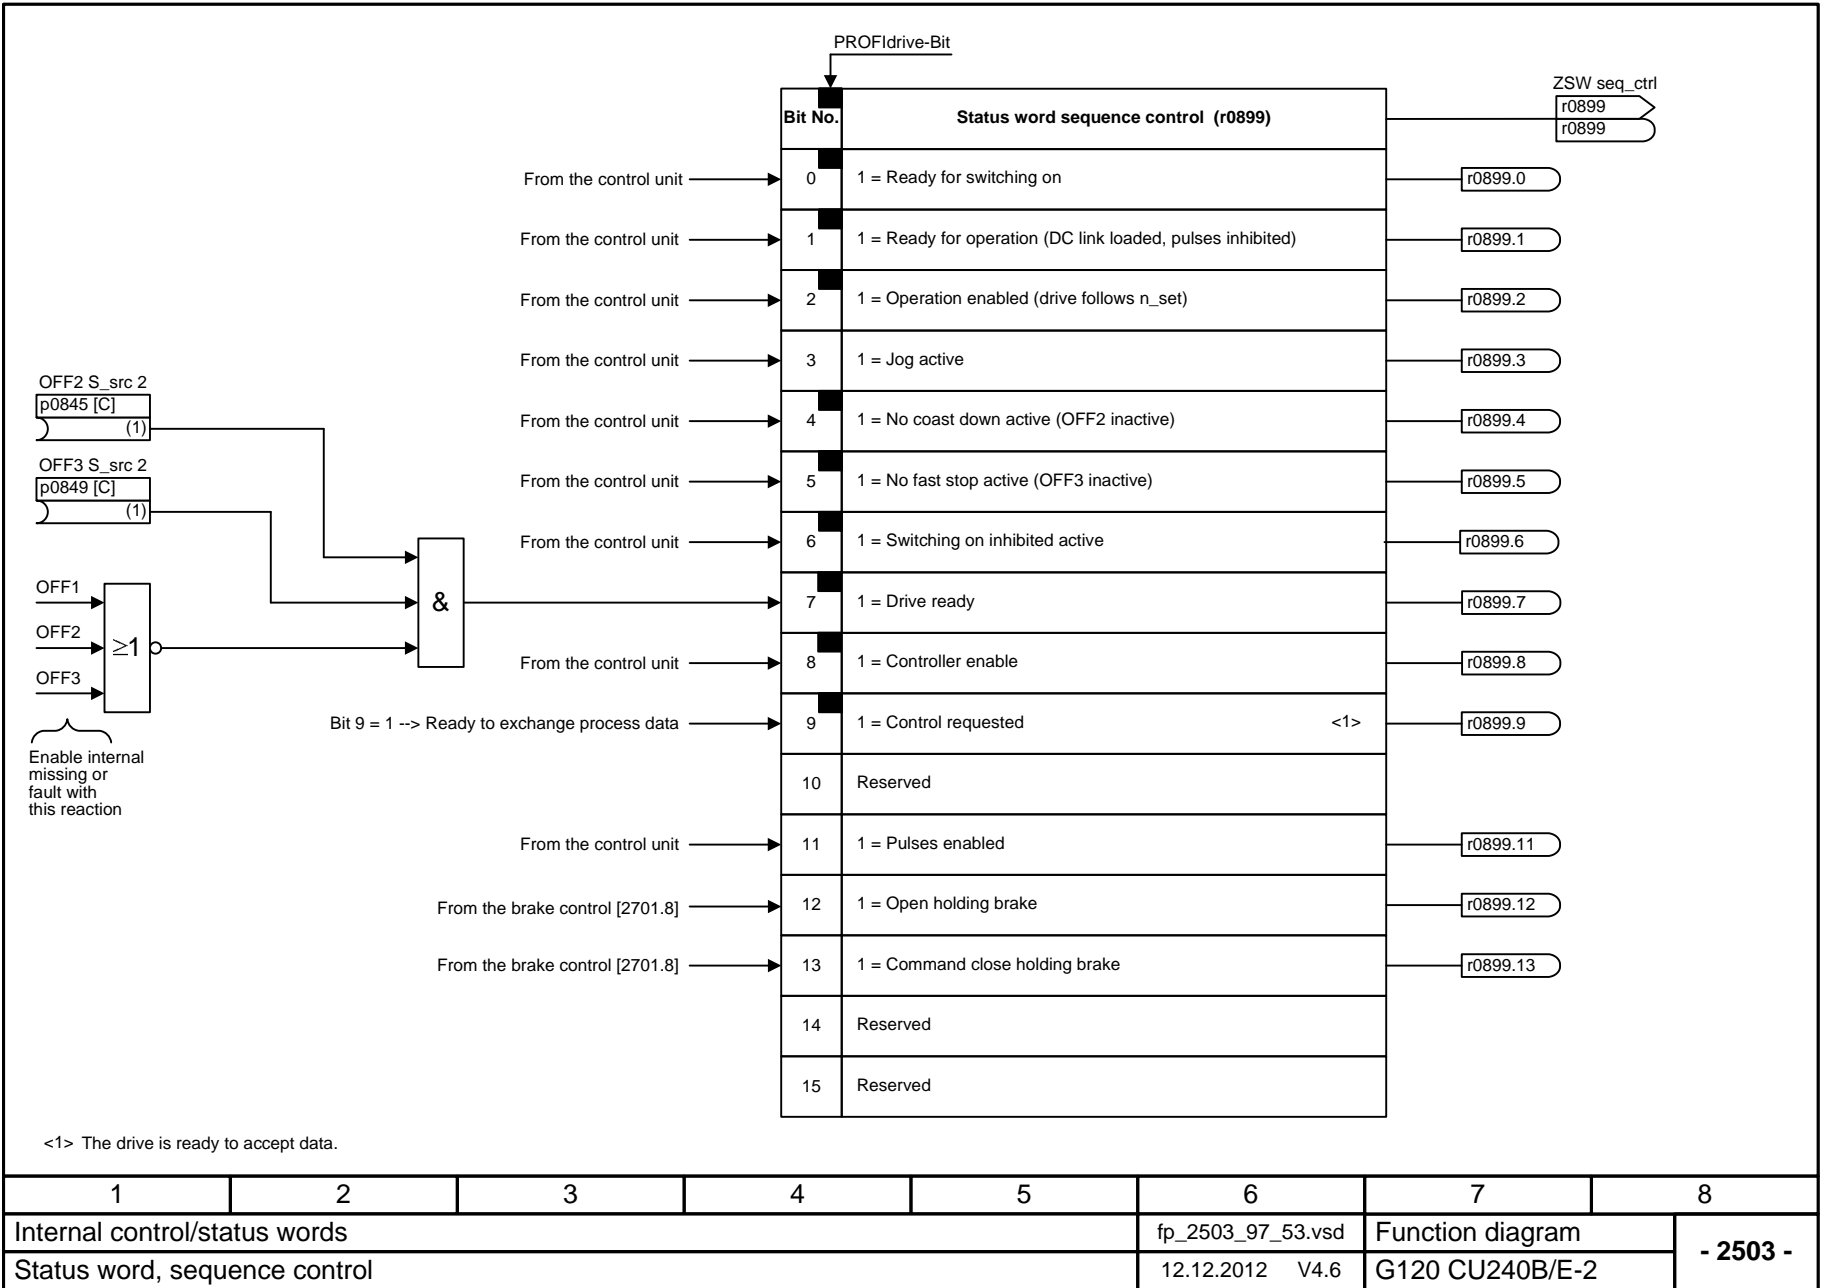 PROFIdrive-Bit
ZSW seq_ctrl
r0899
r0899
Bit No. Status word sequence control (r0899)
From the control unit 0 1 = Ready for switching on r0899.0
From the control unit 1 1 = Ready for operation (DC link loaded, pulses inhibited) r0899.1
From the control unit 2 1 = Operation enabled (drive follows n_set) r0899.2
From the control unit 3 1 = Jog active r0899.3
OFF2 S_src 2
p0845 [C]
(1)
From the control unit 4 1 = No coast down active (OFF2 inactive) r0899.4
OFF3 S_src 2
p0849 [C]
(1)
From the control unit 5 1 = No fast stop active (OFF3 inactive) r0899.5
From the control unit 6 1 = Switching on inhibited active r0899.6
OFF1
OFF2
OFF3
≥1
&
7 1 = Drive ready r0899.7
From the control unit 8 1 = Controller enable r0899.8
Bit 9 = 1 --> Ready to exchange process data 9 1 = Control requested <1> r0899.9
Enable internal
missing or
fault with
this reaction
10 Reserved
From the control unit 11 1 = Pulses enabled r0899.11
From the brake control [2701.8] 12 1 = Open holding brake r0899.12
From the brake control [2701.8] 13 1 = Command close holding brake r0899.13
14 Reserved
15 Reserved
<1> The drive is ready to accept data.
1 2 3 4 5 6 7 8
Internal control/status words fp_2503_97_53.vsd Function diagram
- 2503 -
Status word, sequence control 12.12.2012 V4.6 G120 CU240B/E-2